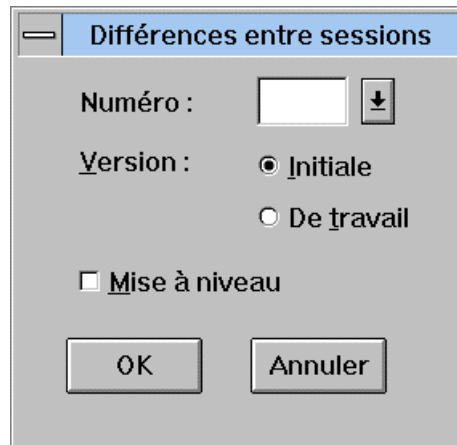 Différences entre sessions
Numéro :
Version : Initiale
De travail
Mise à niveau
OK Annuler